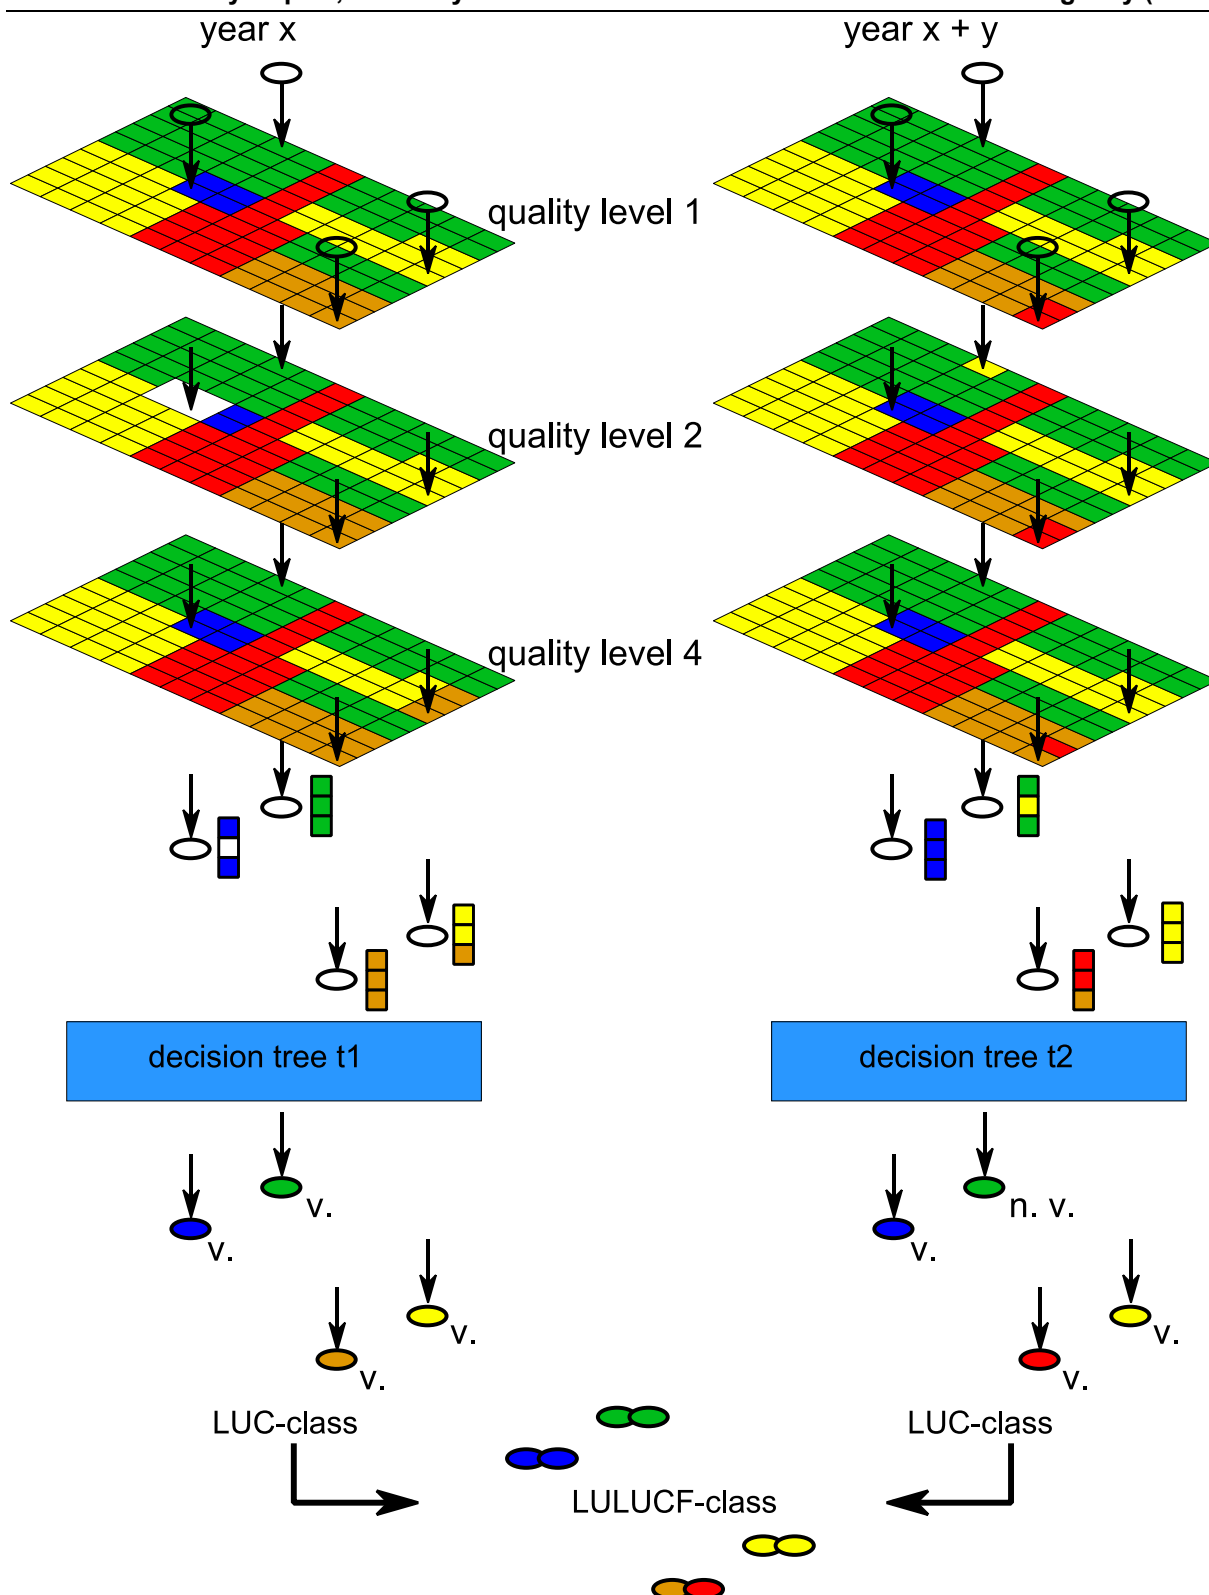 year x
year x + y
quality level 1
quality level 2
quality level 4
decision tree t1
decision tree t2
v.
n. v.
v.
v.
v.
v.
v.
v.
LUC-class
LUC-class
LULUCF-class